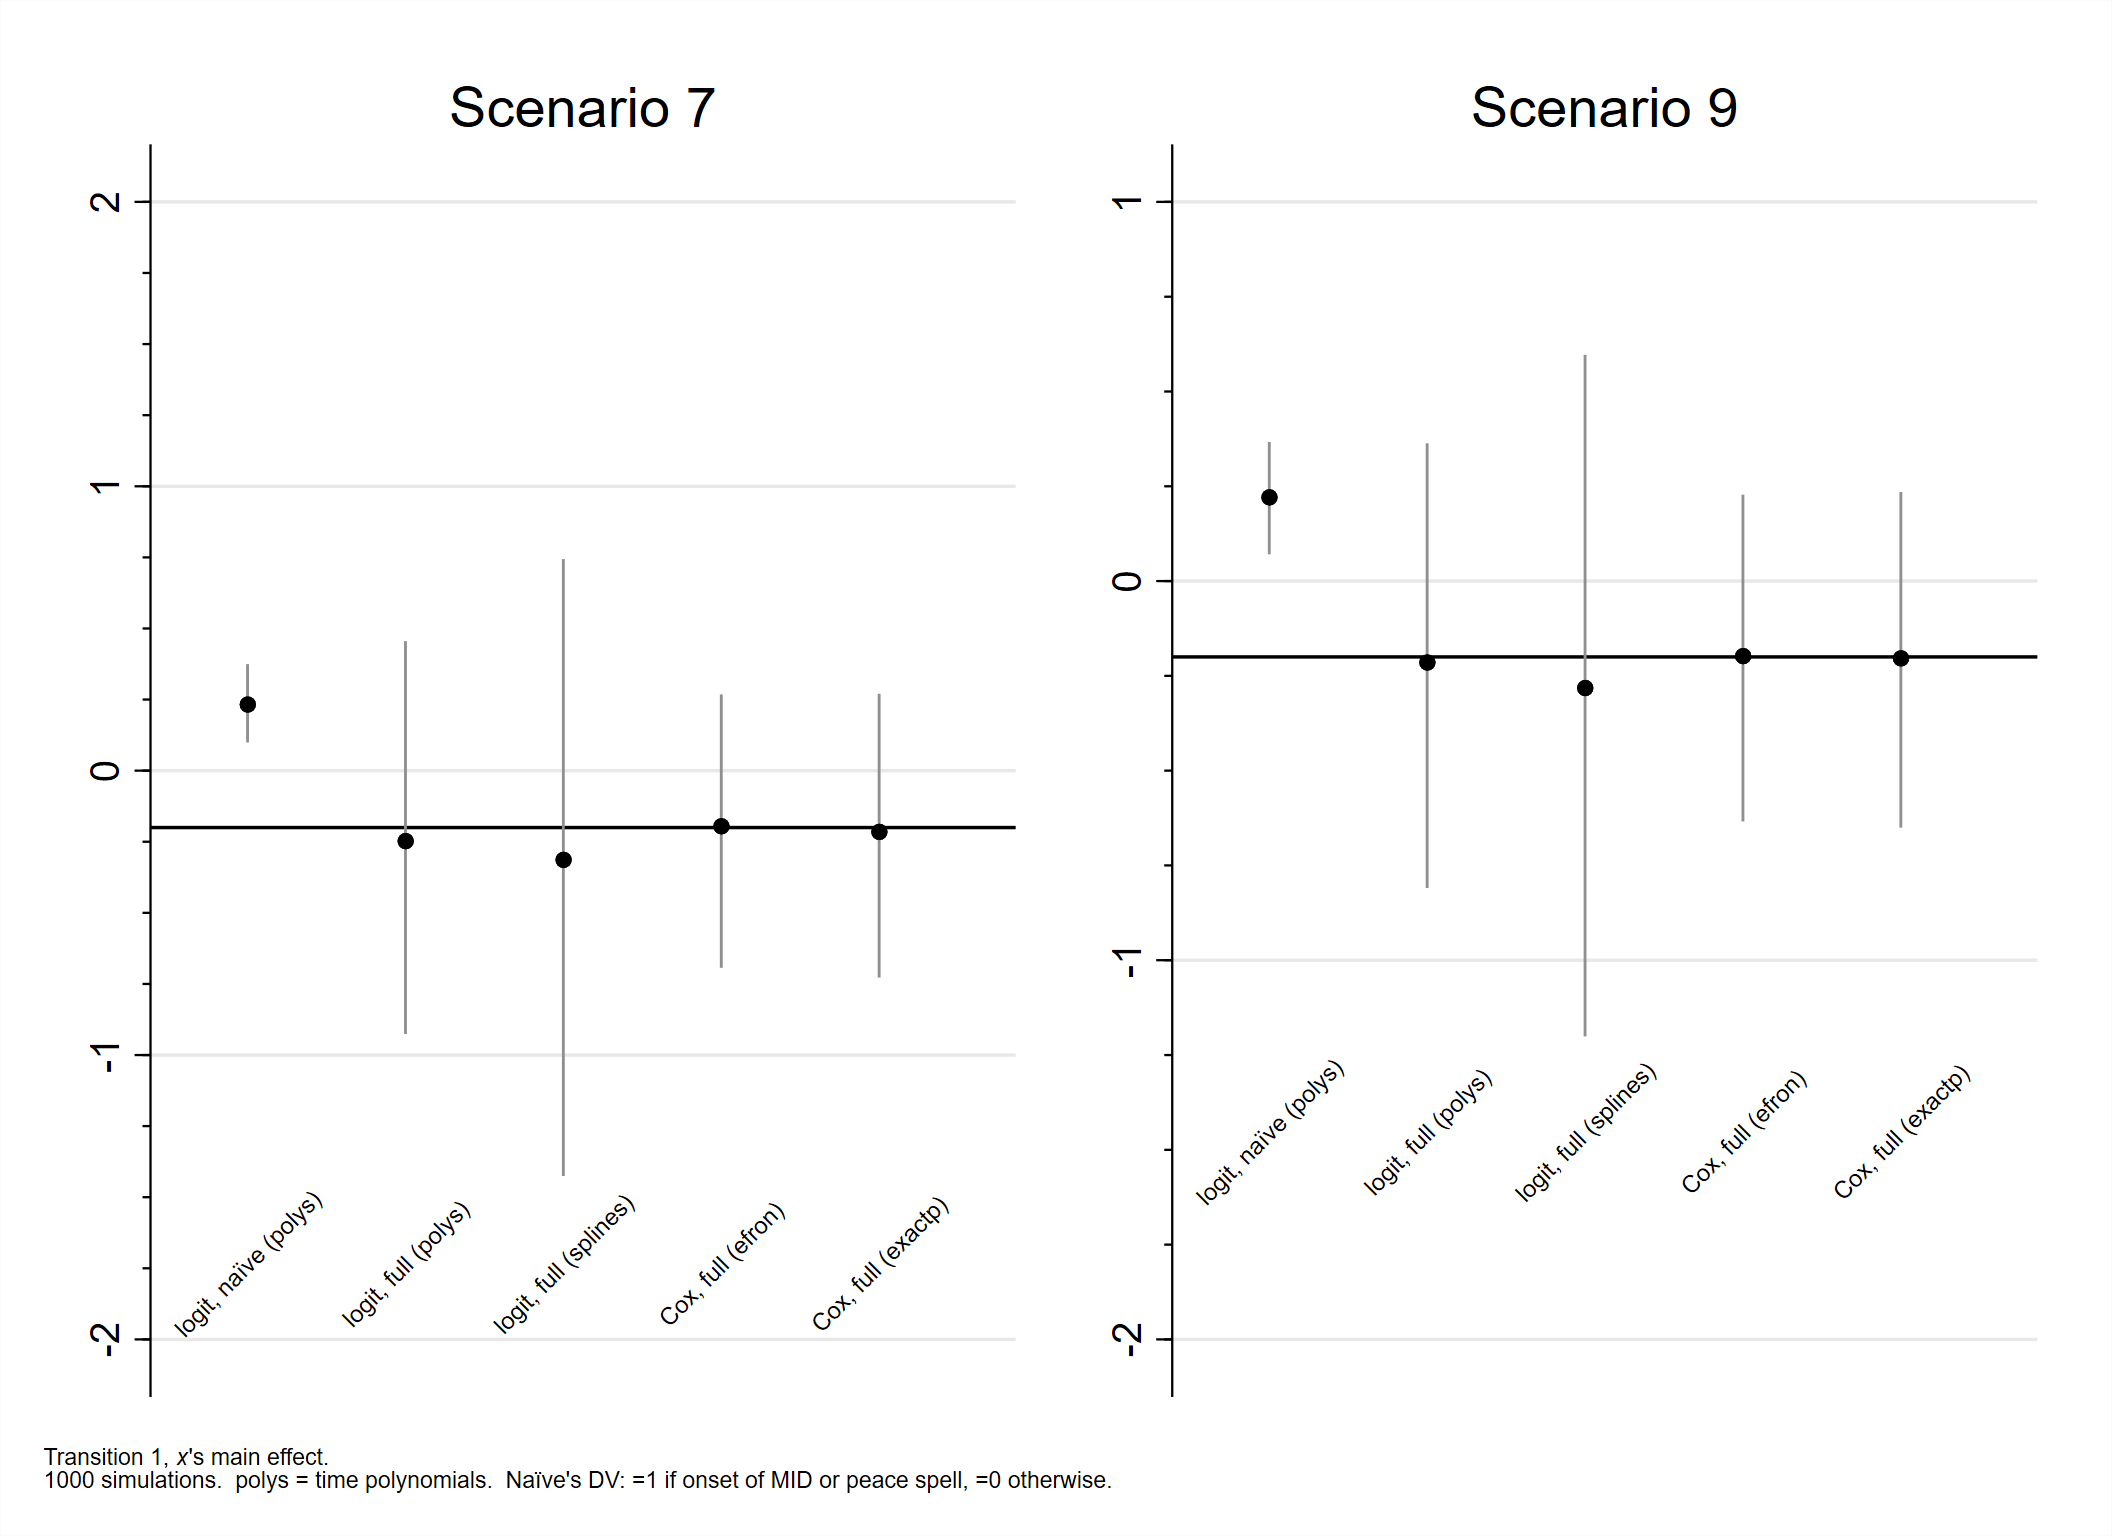 Scenario 7
2
1
0
-1
-2
logit, naïve (polys)
logit, full (polys)
logit, full (splines)
Cox, full (efron)
Cox, full (exactp)
Scenario 9
1
0
-1
-2
logit, naïve (polys)
logit, full (polys)
logit, full (splines)
Cox, full (efron)
Cox, full (exactp)
Transition 1, x's main effect.
1000 simulations.  polys = time polynomials.  Naïve's DV: =1 if onset of MID or peace spell, =0 otherwise.